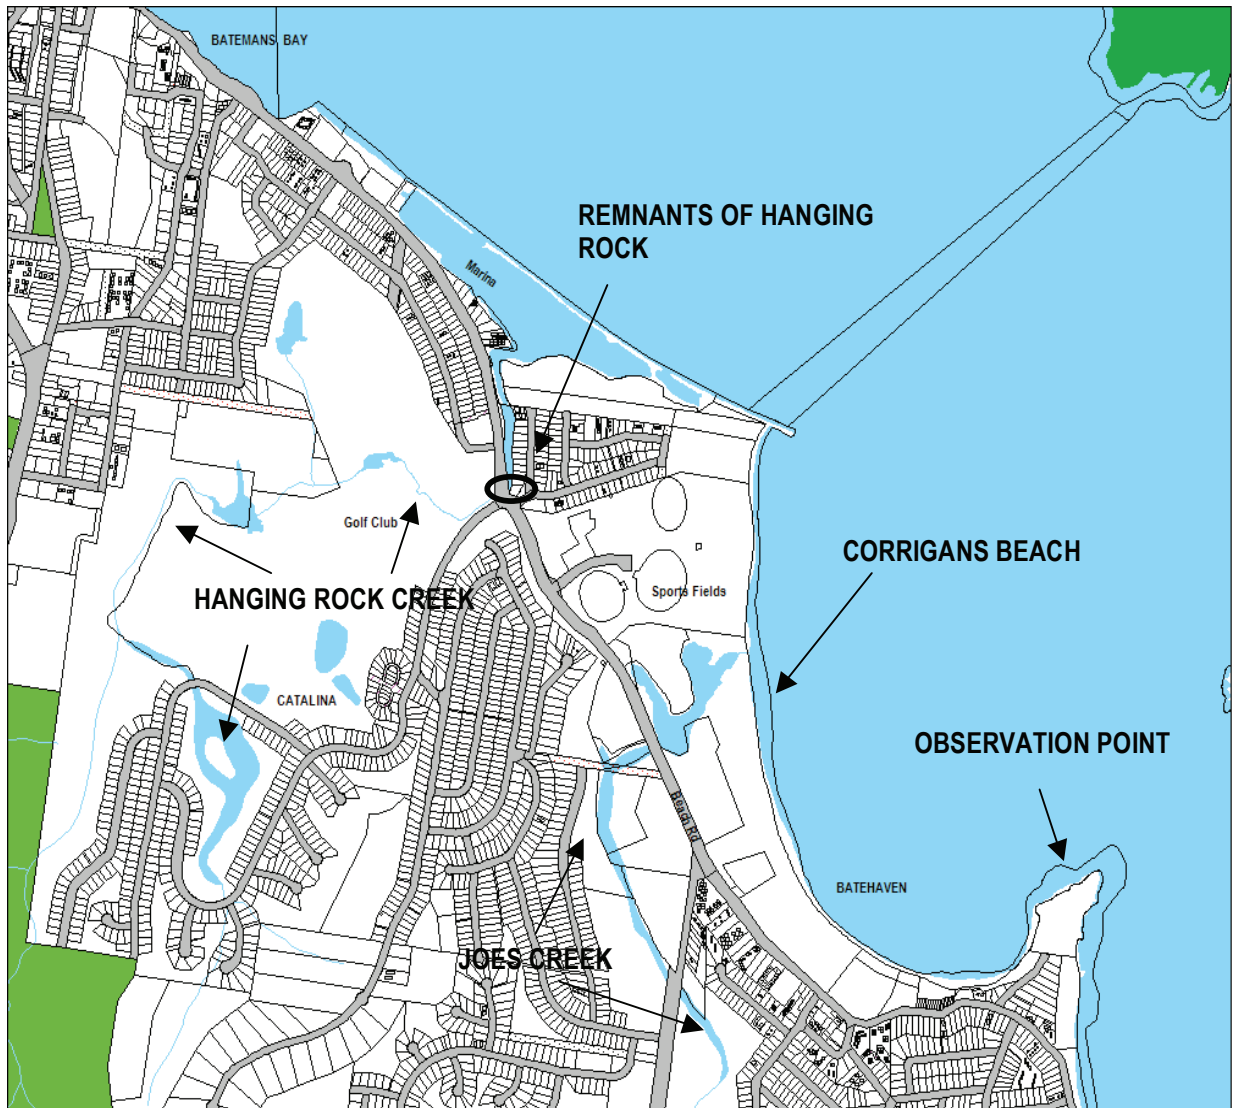 BATEMANS BAY
REMNANTS OF HANGING
ROCK
Marina
Golf Club
CORRIGANS BEACH
HANGING ROCK CREEK
Sports Fields
CATALINA
OBSERVATION POINT
Beach Rd
BATEHAVEN
JOES CREEK